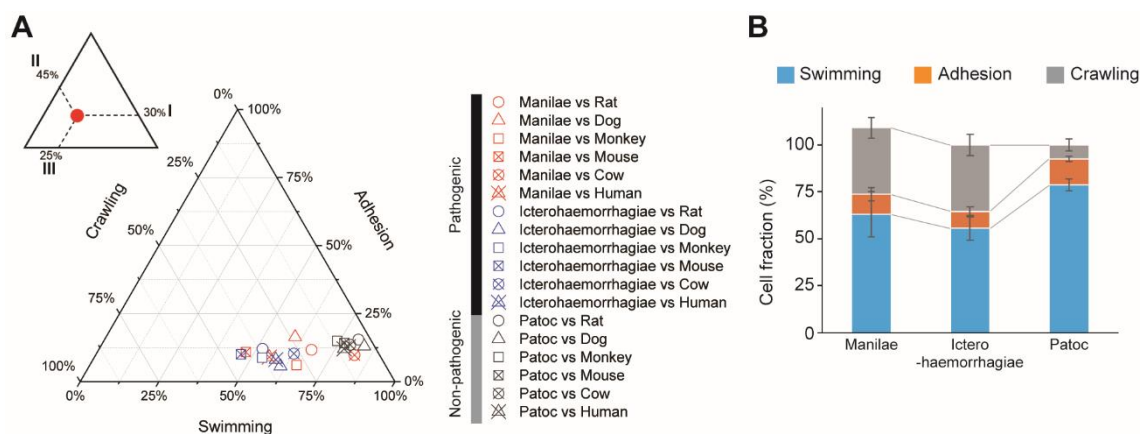 A
II
45%
30%
I
III
25%
0%
100%
25%
75%
Crawling
Adhesion
50%
50%
75%
25%
100%
0%
0%
25%
50%
75%
100%
Swimming
Pathogenic
Non-pathogenic
Manilae vs Rat
Manilae vs Dog
Manilae vs Monkey
Manilae vs Mouse
Manilae vs Cow
Manilae vs Human
Icterohaemorrhagiae vs Rat
Icterohaemorrhagiae vs Dog
Icterohaemorrhagiae vs Monkey
Icterohaemorrhagiae vs Mouse
Icterohaemorrhagiae vs Cow
Icterohaemorrhagiae vs Human
Patoc vs Rat
Patoc vs Dog
Patoc vs Monkey
Patoc vs Mouse
Patoc vs Cow
Patoc vs Human
B
Swimming
Adhesion
Crawling
Cell fraction (%)
100
75
50
25
0
Manilae
Ictero
-haemorrhagiae
Patoc